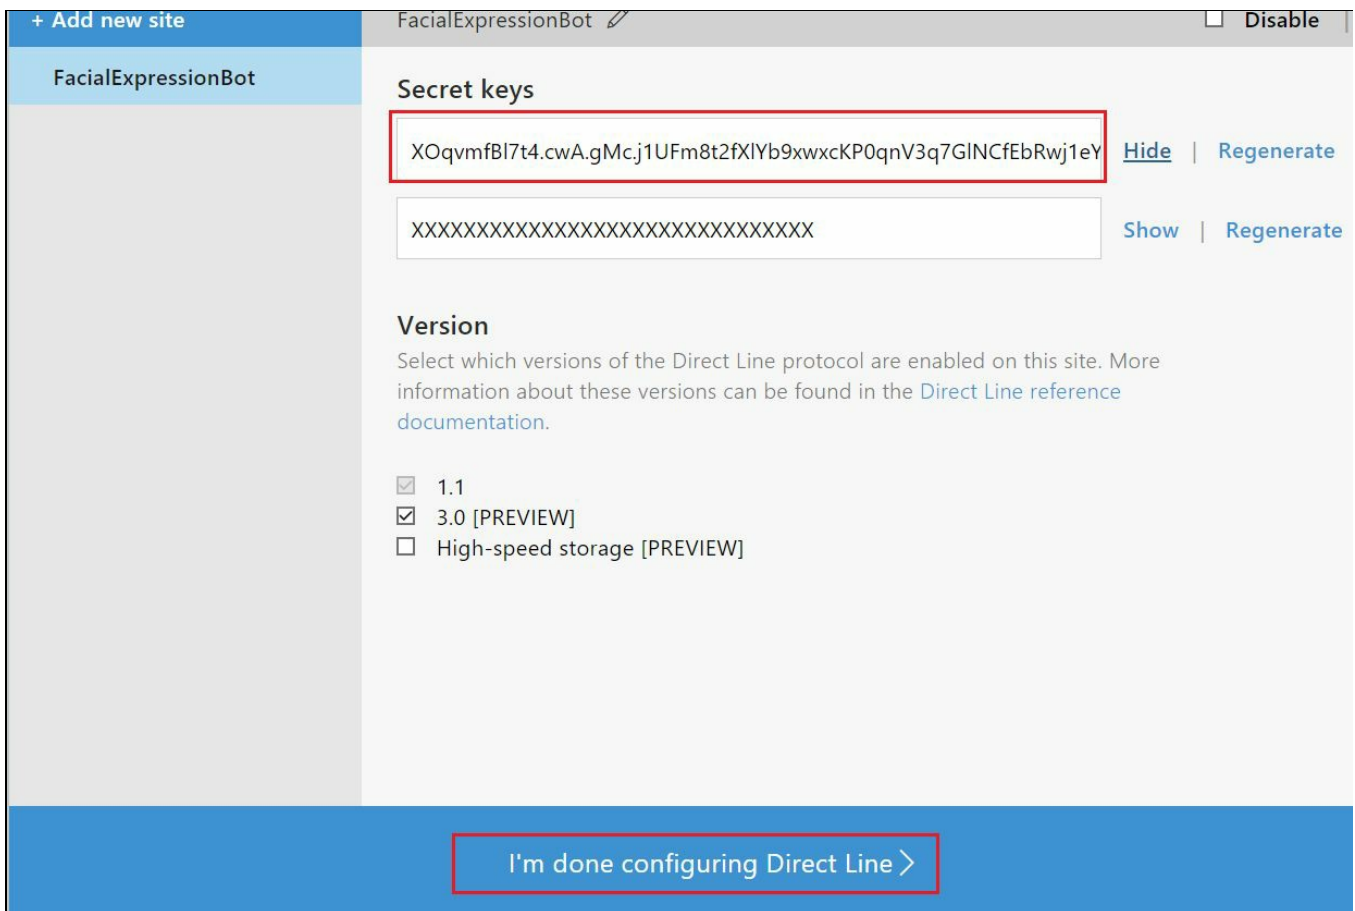 + Add new site
FacialExpressionBot
Disable
FacialExpressionBot
Secret keys
XOqvmfBl7t4.cwA.gMc.j1UFm8t2fXlYb9xwxcKP0qnV3q7GlNCfEbRwj1eY
Hide | Regenerate
XXXXXXXXXXXXXXXXXXXXXXXXXXXXXXX
Show | Regenerate
Version
Select which versions of the Direct Line protocol are enabled on this site. More
information about these versions can be found in the Direct Line reference
documentation.
1.1
3.0 [PREVIEW]
High-speed storage [PREVIEW]
I'm done configuring Direct Line >